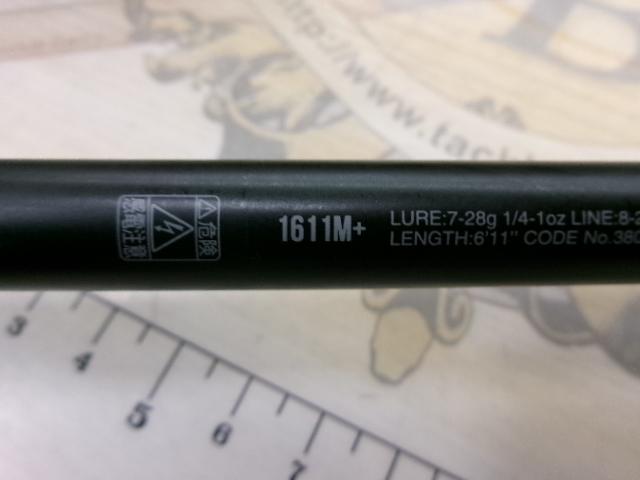 http://www.tack
⚠危険
感電注意
1611M+
LURE:7-28g 1/4-1oz LINE:8-
LENGTH:6'11" CODE No.380
3 4 5 6 7